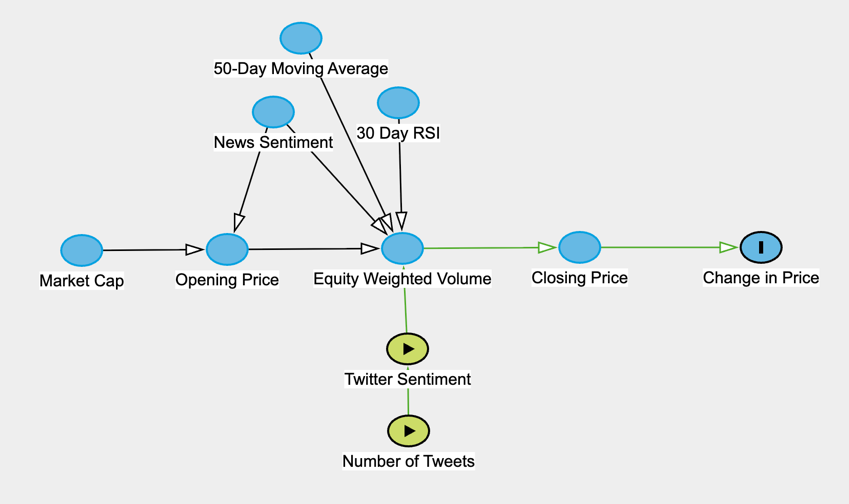 50-Day Moving Average
News Sentiment
30 Day RSI
Market Cap
Opening Price
Equity Weighted Volume
Closing Price
Change in Price
Twitter Sentiment
Number of Tweets